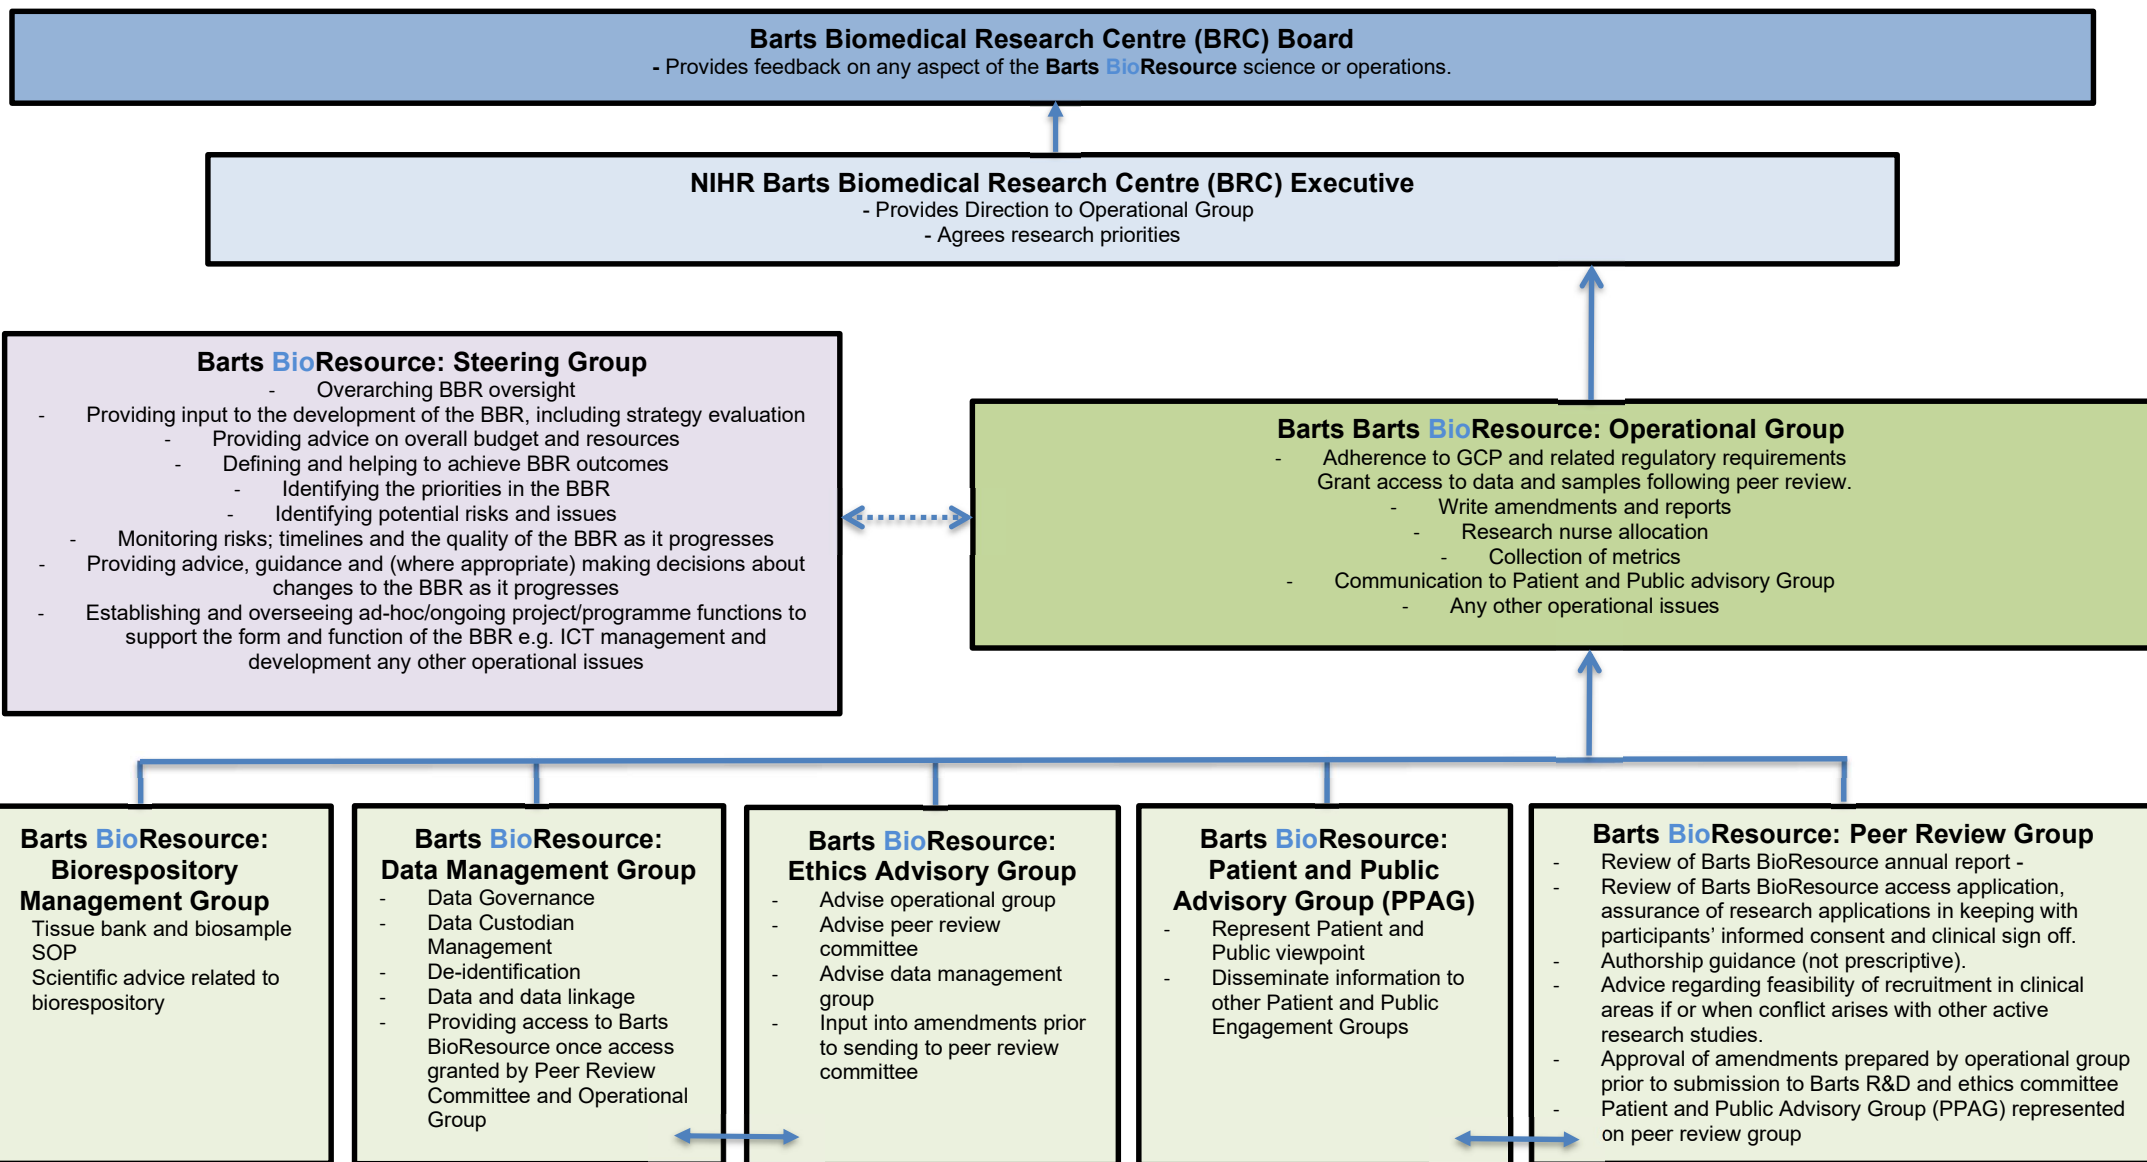 Barts Biomedical Research Centre (BRC) Board
- Provides feedback on any aspect of the Barts BioResource science or operations.
NIHR Barts Biomedical Research Centre (BRC) Executive
- Provides Direction to Operational Group
- Agrees research priorities
Barts BioResource: Steering Group
- Overarching BBR oversight
- Providing input to the development of the BBR, including strategy evaluation
- Providing advice on overall budget and resources
- Defining and helping to achieve BBR outcomes
- Identifying the priorities in the BBR
- Identifying potential risks and issues
- Monitoring risks; timelines and the quality of the BBR as it progresses
- Providing advice, guidance and (where appropriate) making decisions about
changes to the BBR as it progresses
- Establishing and overseeing ad-hoc/ongoing project/programme functions to
support the form and function of the BBR e.g. ICT management and
development any other operational issues
Barts Barts BioResource: Operational Group
- Adherence to GCP and related regulatory requirements
Grant access to data and samples following peer review.
- Write amendments and reports
- Research nurse allocation
- Collection of metrics
- Communication to Patient and Public advisory Group
- Any other operational issues
Barts BioResource:
Biorespository
Management Group
Tissue bank and biosample
SOP
Scientific advice related to
biorespository
Barts BioResource:
Data Management Group
- Data Governance
- Data Custodian
Management
- De-identification
- Data and data linkage
- Providing access to Barts
BioResource once access
granted by Peer Review
Committee and Operational
Group
Barts BioResource:
Ethics Advisory Group
- Advise operational group
- Advise peer review
committee
- Advise data management
group
- Input into amendments prior
to sending to peer review
committee
Barts BioResource:
Patient and Public
Advisory Group (PPAG)
- Represent Patient and
Public viewpoint
- Disseminate information to
other Patient and Public
Engagement Groups
Barts BioResource: Peer Review Group
- Review of Barts BioResource annual report -
- Review of Barts BioResource access application,
assurance of research applications in keeping with
participants’ informed consent and clinical sign off.
- Authorship guidance (not prescriptive).
- Advice regarding feasibility of recruitment in clinical
areas if or when conflict arises with other active
research studies.
- Approval of amendments prepared by operational group
prior to submission to Barts R&D and ethics committee
- Patient and Public Advisory Group (PPAG) represented
on peer review group